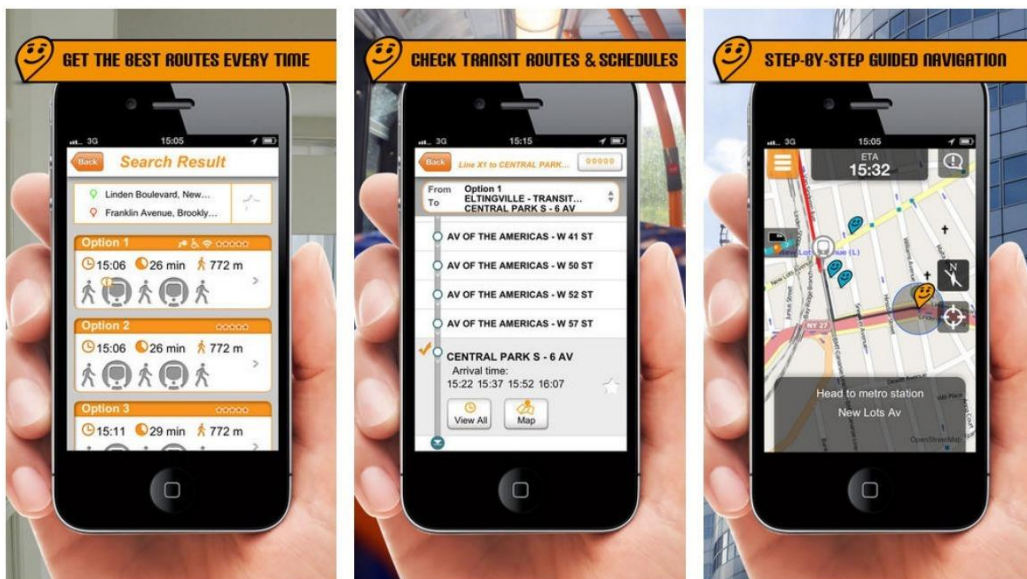 GET THE BEST ROUTES EVERY TIME
3G 15:05
Back Search Result
Linden Boulevard, New...
Franklin Avenue, Brookly...
Option 1
15:06 26 min 772 m
Option 2
15:06 26 min 772 m
Option 3
15:11 29 min 772 m
CHECK TRANSIT ROUTES & SCHEDULES
3G 15:15
Back Line X1 to CENTRAL PARK...
From Option 1
To ELTINGVILLE - TRANSIT...
CENTRAL PARK S - 6 AV
AV OF THE AMERICAS - W 41 ST
AV OF THE AMERICAS - W 50 ST
AV OF THE AMERICAS - W 52 ST
AV OF THE AMERICAS - W 57 ST
CENTRAL PARK S - 6 AV
Arrival time:
15:22 15:37 15:52 16:07
View All Map
STEP-BY-STEP GUIDED NAVIGATION
3G 15:05
ETA
15:32
N
NY 27
Head to metro station
New Lots Av
OpenStreetMap